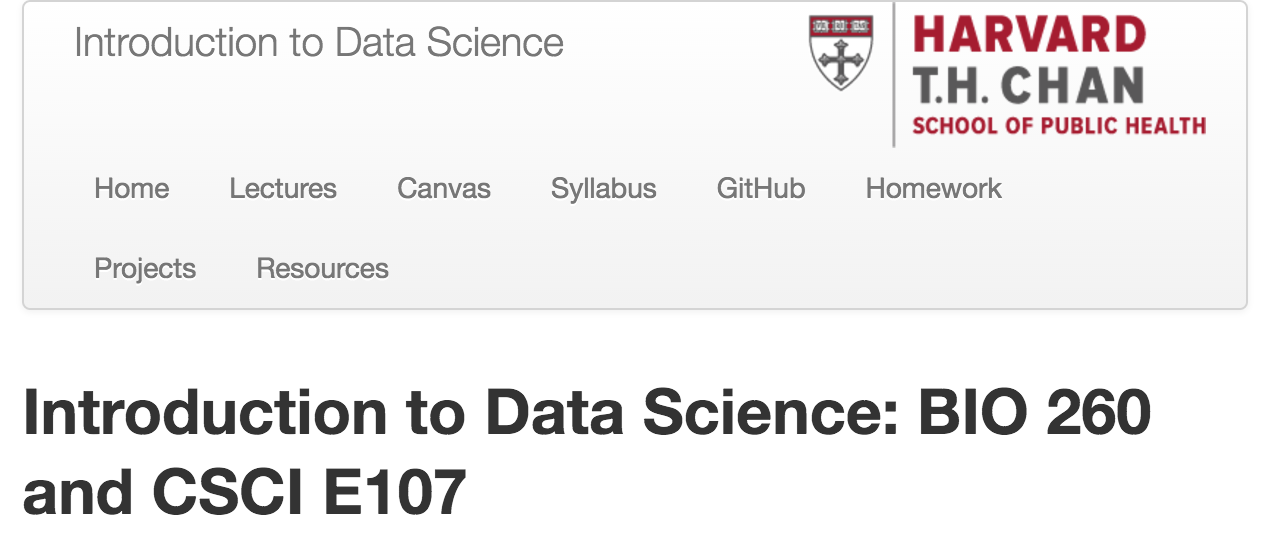 Introduction to Data Science
HARVARD
T.H. CHAN
SCHOOL OF PUBLIC HEALTH
Home Lectures Canvas Syllabus GitHub Homework
Projects Resources
Introduction to Data Science: BIO 260
and CSCI E107